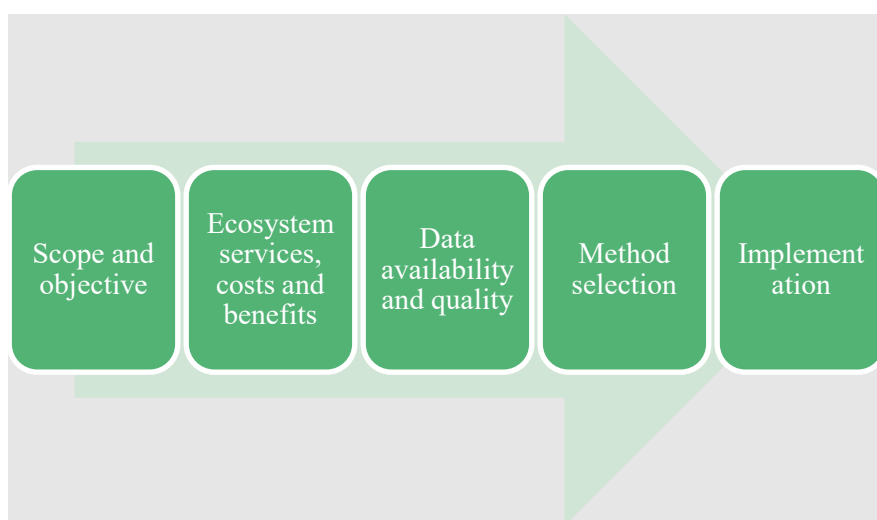 Scope and
objective
Ecosystem
services,
costs and
benefits
Data
availability
and quality
Method
selection
Implement
ation